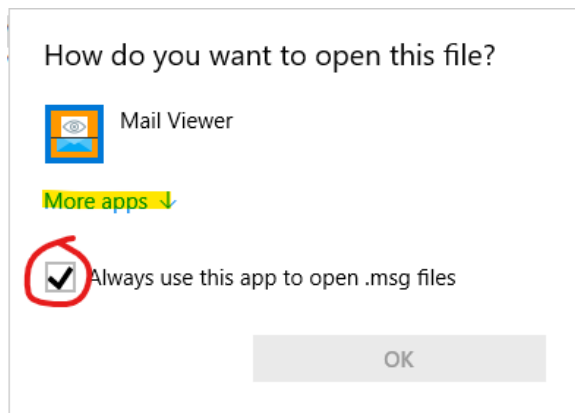 How do you want to open this file?
Mail Viewer
More apps ↓
Always use this app to open .msg files
OK